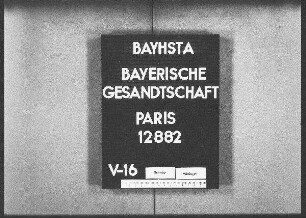 BAYHSTA
BAYERISCHE
GESANDTSCHAFT
PARIS
12882
V-16